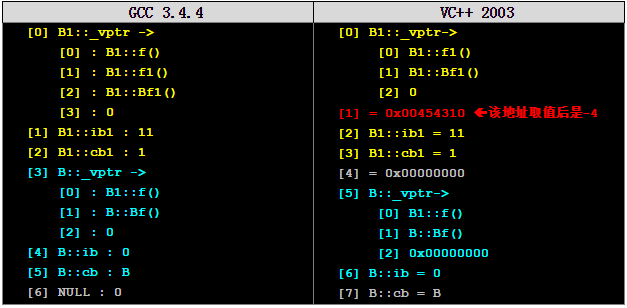 GCC 3.4.4
[0] B1::_vptr ->
[0] : B1::f()
[1] : B1::f1()
[2] : B1::Bf1()
[3] : 0
[1] B1::ib1 : 11
[2] B1::cb1 : 1
[3] B::_vptr ->
[0] : B1::f()
[1] : B::Bf()
[2] : 0
[4] B::ib : 0
[5] B::cb : B
[6] NULL : 0
VC++ 2003
[0] B1::_vptr->
[0] B1::f1()
[1] B1::Bf1()
[2] 0
[1] = 0x00454310 ←该地址取值后是-4
[2] B1::ib1 = 11
[3] B1::cb1 = 1
[4] = 0x00000000
[5] B::_vptr->
[0] B1::f()
[1] B::Bf()
[2] 0x00000000
[6] B::ib = 0
[7] B::cb = B